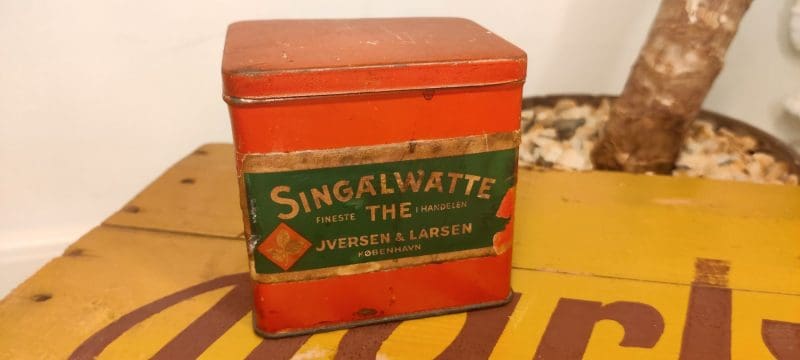 SINGALWATTE
FINESTE THE I HANDELEN
JVERSEN & LARSEN
KØBENHAVN